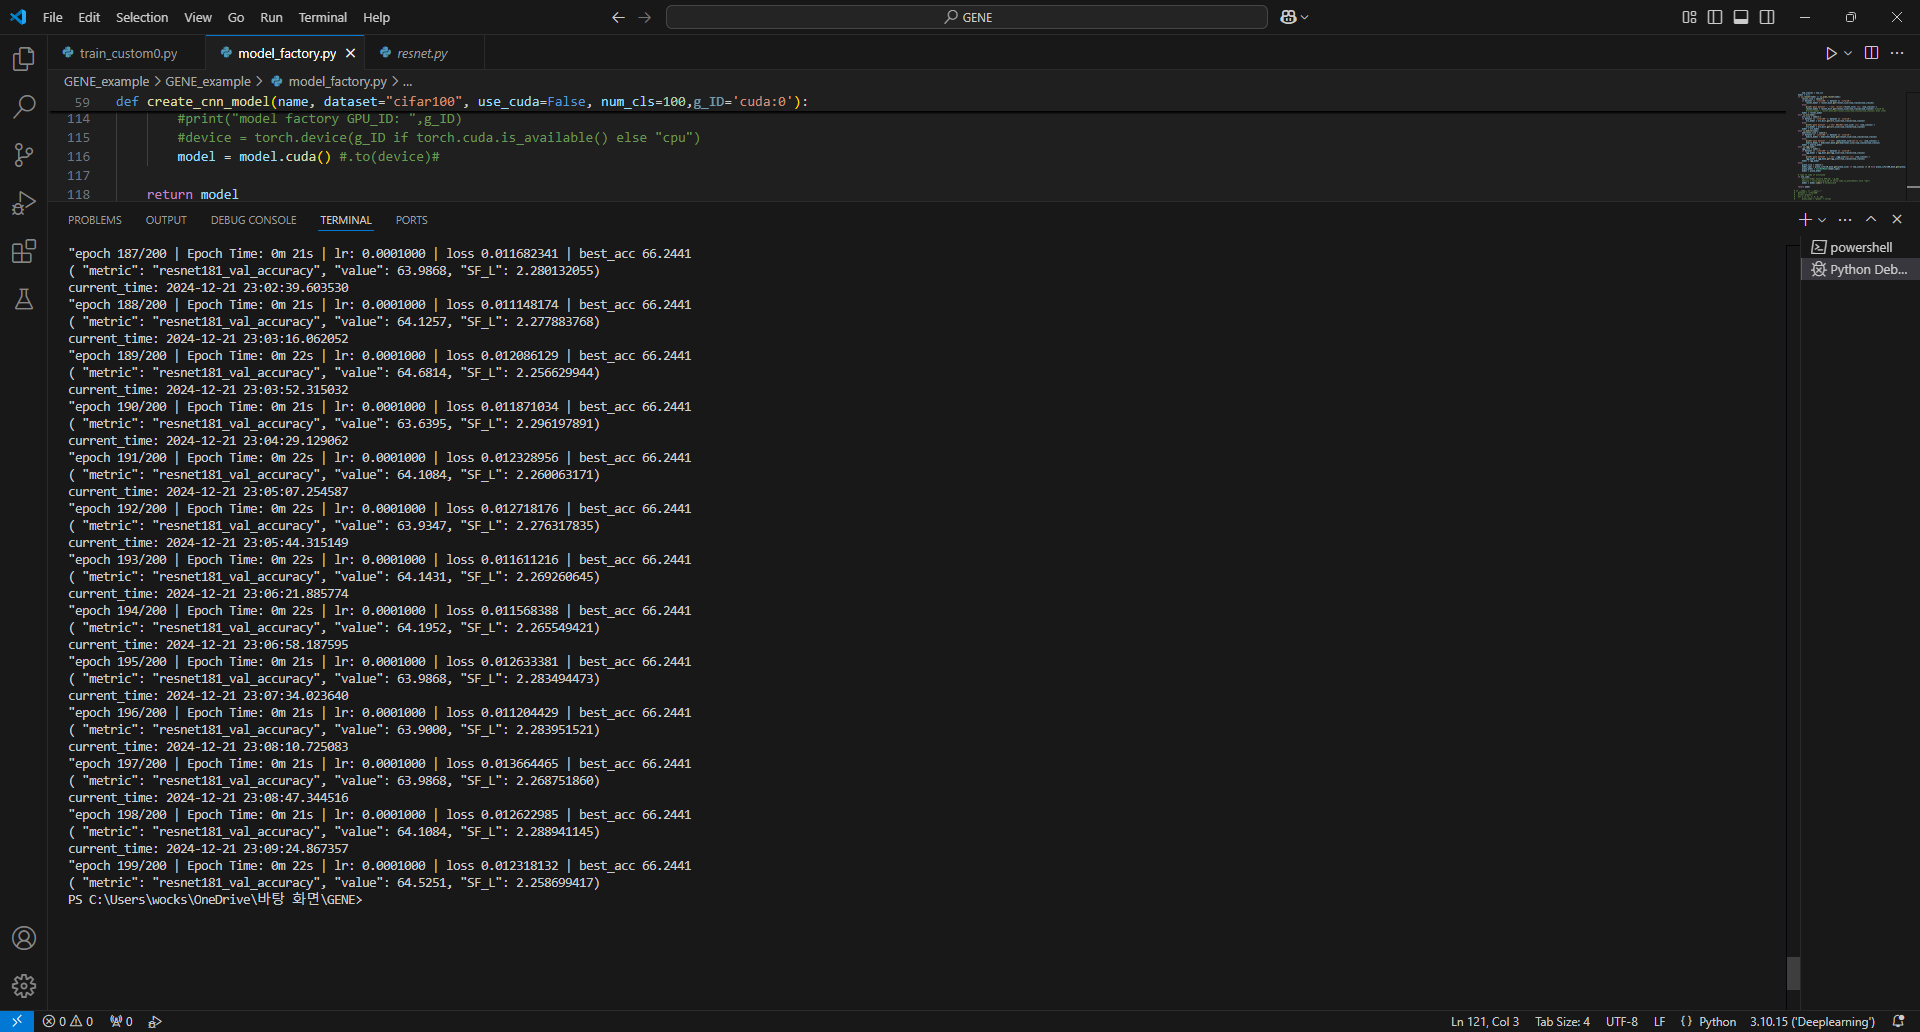 File Edit Selection View Go Run Terminal Help
GENE
train_custom0.py model_factory.py resnet.py
GENE_example > GENE_example > model_factory.py > ...
59 def create_cnn_model(name, dataset="cifar100", use_cuda=False, num_cls=100,g_ID='cuda:0'):
114 #print("model factory GPU_ID: ",g_ID)
115 #device = torch.device(g_ID if torch.cuda.is_available() else "cpu")
116 model = model.cuda() #.to(device)#
117
118 return model
PROBLEMS OUTPUT DEBUG CONSOLE TERMINAL PORTS
powershell
Python Deb...
"epoch 187/200 | Epoch Time: 0m 21s | lr: 0.0001000 | loss 0.011682341 | best_acc 66.2441
( "metric": "resnet181_val_accuracy", "value": 63.9868, "SF_L": 2.280132055)
current_time: 2024-12-21 23:02:39.603530
"epoch 188/200 | Epoch Time: 0m 21s | lr: 0.0001000 | loss 0.011148174 | best_acc 66.2441
( "metric": "resnet181_val_accuracy", "value": 64.1257, "SF_L": 2.277883768)
current_time: 2024-12-21 23:03:16.062052
"epoch 189/200 | Epoch Time: 0m 22s | lr: 0.0001000 | loss 0.012086129 | best_acc 66.2441
( "metric": "resnet181_val_accuracy", "value": 64.6814, "SF_L": 2.256629944)
current_time: 2024-12-21 23:03:52.315032
"epoch 190/200 | Epoch Time: 0m 21s | lr: 0.0001000 | loss 0.011871034 | best_acc 66.2441
( "metric": "resnet181_val_accuracy", "value": 63.6395, "SF_L": 2.296197891)
current_time: 2024-12-21 23:04:29.129062
"epoch 191/200 | Epoch Time: 0m 22s | lr: 0.0001000 | loss 0.012328956 | best_acc 66.2441
( "metric": "resnet181_val_accuracy", "value": 64.1084, "SF_L": 2.260063171)
current_time: 2024-12-21 23:05:07.254587
"epoch 192/200 | Epoch Time: 0m 22s | lr: 0.0001000 | loss 0.012718176 | best_acc 66.2441
( "metric": "resnet181_val_accuracy", "value": 63.9347, "SF_L": 2.276317835)
current_time: 2024-12-21 23:05:44.315149
"epoch 193/200 | Epoch Time: 0m 22s | lr: 0.0001000 | loss 0.011611216 | best_acc 66.2441
( "metric": "resnet181_val_accuracy", "value": 64.1431, "SF_L": 2.269260645)
current_time: 2024-12-21 23:06:21.885774
"epoch 194/200 | Epoch Time: 0m 22s | lr: 0.0001000 | loss 0.011568388 | best_acc 66.2441
( "metric": "resnet181_val_accuracy", "value": 64.1952, "SF_L": 2.265549421)
current_time: 2024-12-21 23:06:58.187595
"epoch 195/200 | Epoch Time: 0m 21s | lr: 0.0001000 | loss 0.012633381 | best_acc 66.2441
( "metric": "resnet181_val_accuracy", "value": 63.9868, "SF_L": 2.283494473)
current_time: 2024-12-21 23:07:34.023640
"epoch 196/200 | Epoch Time: 0m 21s | lr: 0.0001000 | loss 0.011204429 | best_acc 66.2441
( "metric": "resnet181_val_accuracy", "value": 63.9000, "SF_L": 2.283951521)
current_time: 2024-12-21 23:08:10.725083
"epoch 197/200 | Epoch Time: 0m 21s | lr: 0.0001000 | loss 0.013664465 | best_acc 66.2441
( "metric": "resnet181_val_accuracy", "value": 63.9868, "SF_L": 2.268751860)
current_time: 2024-12-21 23:08:47.344516
"epoch 198/200 | Epoch Time: 0m 21s | lr: 0.0001000 | loss 0.012622985 | best_acc 66.2441
( "metric": "resnet181_val_accuracy", "value": 64.1084, "SF_L": 2.288941145)
current_time: 2024-12-21 23:09:24.867357
"epoch 199/200 | Epoch Time: 0m 22s | lr: 0.0001000 | loss 0.012318132 | best_acc 66.2441
( "metric": "resnet181_val_accuracy", "value": 64.5251, "SF_L": 2.258699417)
PS C:\Users\wocks\OneDrive\바탕 화면\GENE>
0 0 0 Ln 121, Col 3 Tab Size: 4 UTF-8 LF {} Python 3.10.15 ('Deeplearning')